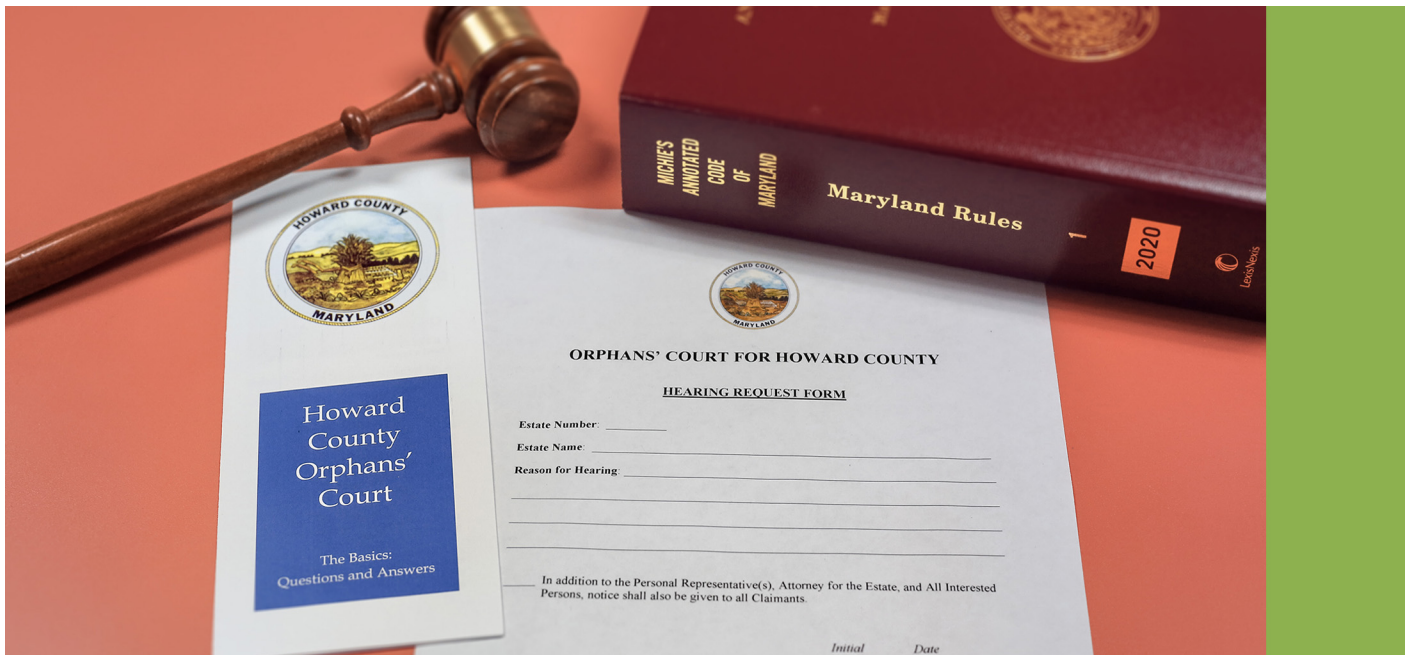 HOWARD COUNTY
MARYLAND
Howard
County
Orphans’
Court
The Basics:
Questions and Answers
MICHIE'S
ANNOTATED
CODE
OF
MARYLAND
Maryland Rules
1
2020
LexisNexis
HOWARD COUNTY
MARYLAND
ORPHANS’ COURT FOR HOWARD COUNTY
HEARING REQUEST FORM
Estate Number:
Estate Name:
Reason for Hearing:
In addition to the Personal Representative(s), Attorney for the Estate, and All Interested
Persons, notice shall also be given to all Claimants.
Initial Date